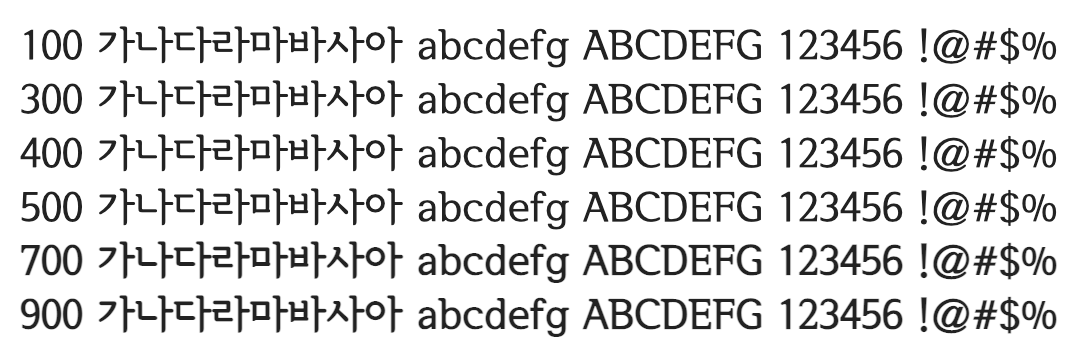 100 가나다라마바사아 abcdefg ABCDEFG 123456 !@#$%
300 가나다라마바사아 abcdefg ABCDEFG 123456 !@#$%
400 가나다라마바사아 abcdefg ABCDEFG 123456 !@#$%
500 가나다라마바사아 abcdefg ABCDEFG 123456 !@#$%
700 가나다라마바사아 abcdefg ABCDEFG 123456 !@#$%
900 가나다라마바사아 abcdefg ABCDEFG 123456 !@#$%